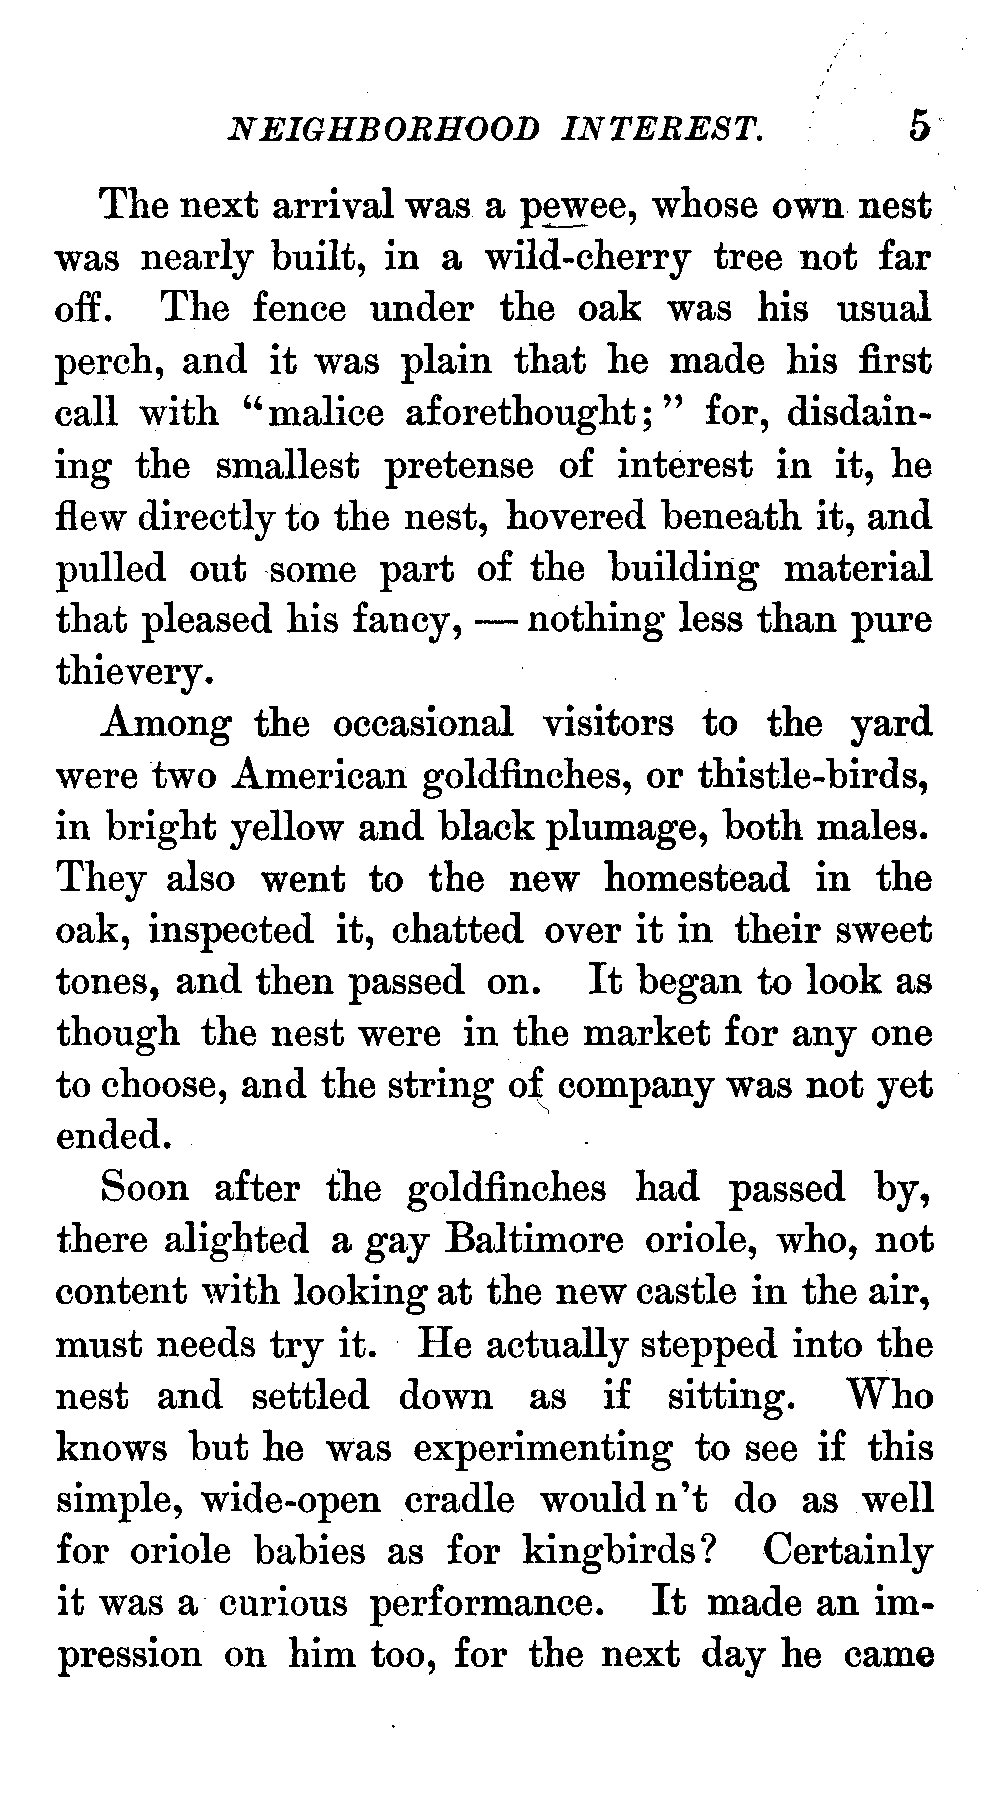 NEIGHBORHOOD INTEREST. 5
The next arrival was a pewee, whose own nest
was nearly built, in a wild-cherry tree not far
off. The fence under the oak was his usual
perch, and it was plain that he made his first
call with “malice aforethought;” for, disdain-
ing the smallest pretense of interest in it, he
flew directly to the nest, hovered beneath it, and
pulled out some part of the building material
that pleased his fancy, — nothing less than pure
thievery.
Among the occasional visitors to the yard
were two American goldfinches, or thistle-birds,
in bright yellow and black plumage, both males.
They also went to the new homestead in the
oak, inspected it, chatted over it in their sweet
tones, and then passed on. It began to look as
though the nest were in the market for any one
to choose, and the string of company was not yet
ended.
Soon after the goldfinches had passed by,
there alighted a gay Baltimore oriole, who, not
content with looking at the new castle in the air,
must needs try it. He actually stepped into the
nest and settled down as if sitting. Who
knows but he was experimenting to see if this
simple, wide-open cradle would n’t do as well
for oriole babies as for kingbirds? Certainly
it was a curious performance. It made an im-
pression on him too, for the next day he came